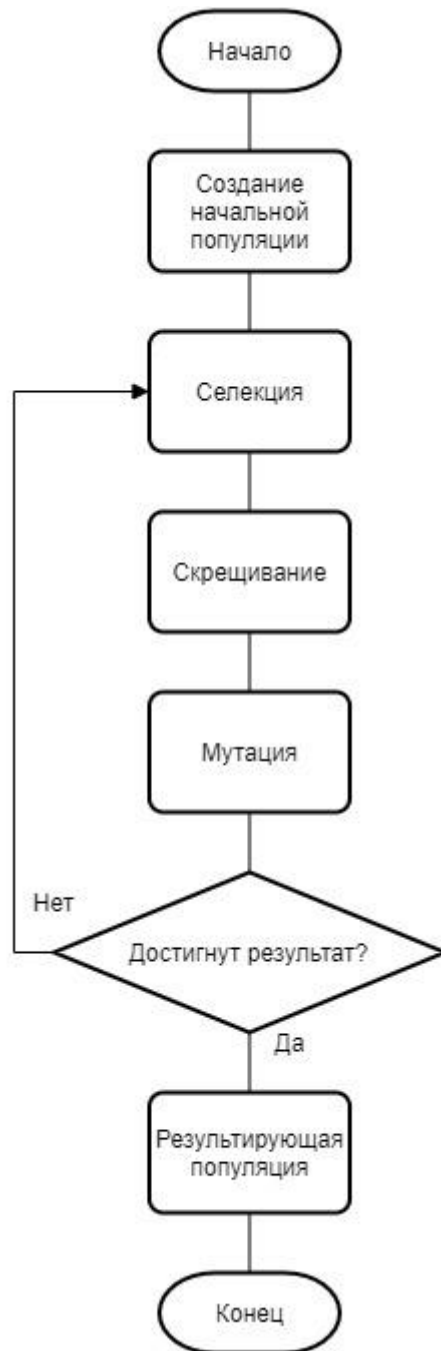 Начало
Создание
начальной
популяции
Селекция
Скрещивание
Мутация
Нет
Достигнут результат?
Да
Результирующая
популяция
Конец